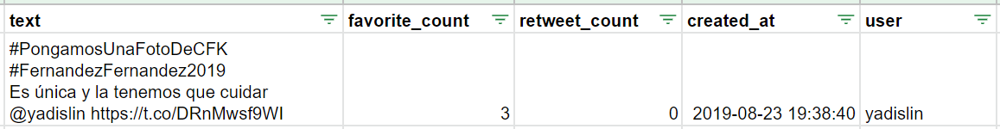 text favorite_count retweet_count created_at user
#PongamosUnaFotoDeCFK
#FernandezFernandez2019
Es única y la tenemos que cuidar
@yadislin https://t.co/DRnMwsf9WI 3 0 2019-08-23 19:38:40 yadislin